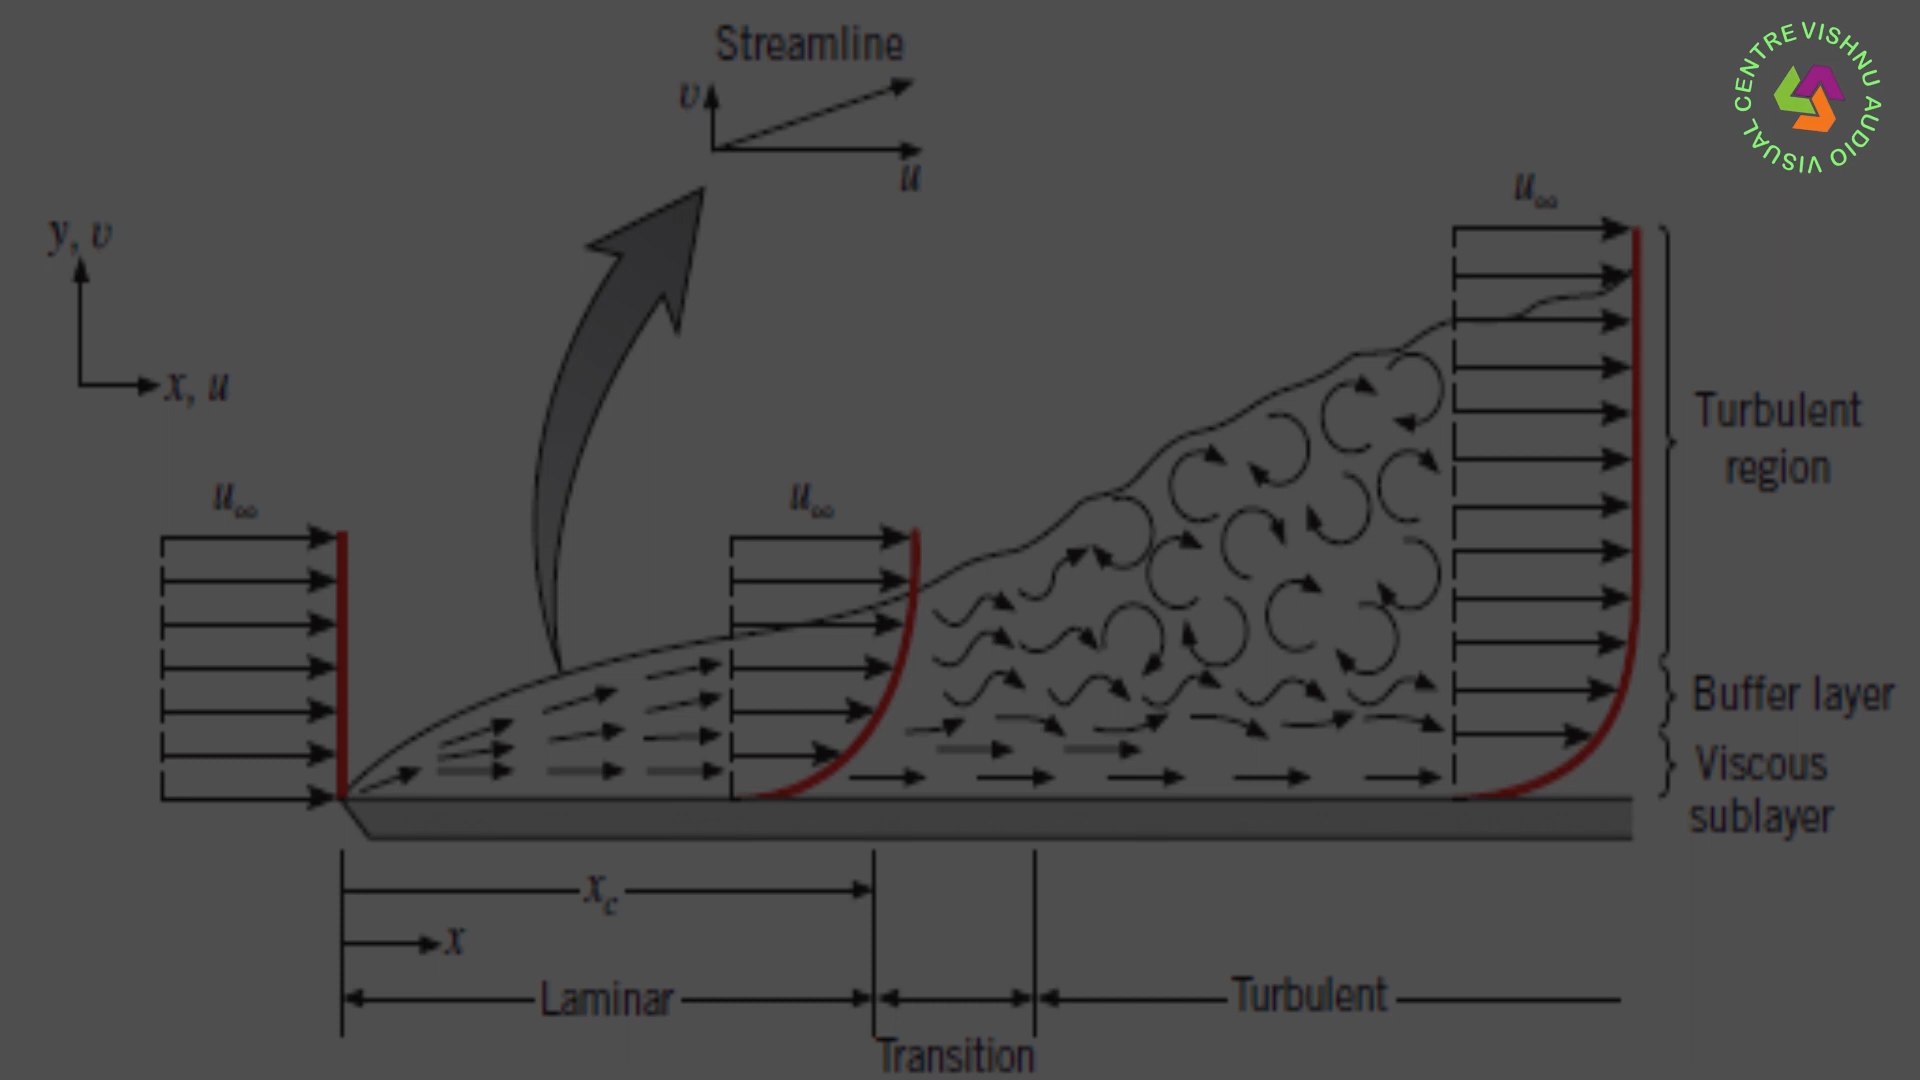 Streamline
v
u
VISHNU AUDIO VISUAL CENTRE
y, v
x, u
u∞
u∞
u∞
Turbulent
region
Buffer layer
Viscous
sublayer
xc
x
Laminar
Turbulent
Transition